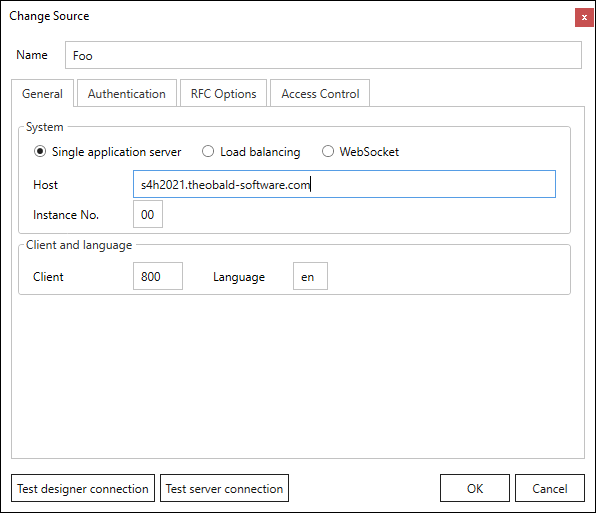 Change Source
x
Name Foo
General Authentication RFC Options Access Control
System
Single application server Load balancing WebSocket
Host s4h2021.theobald-software.com
Instance No. 00
Client and language
Client 800 Language en
Test designer connection Test server connection OK Cancel